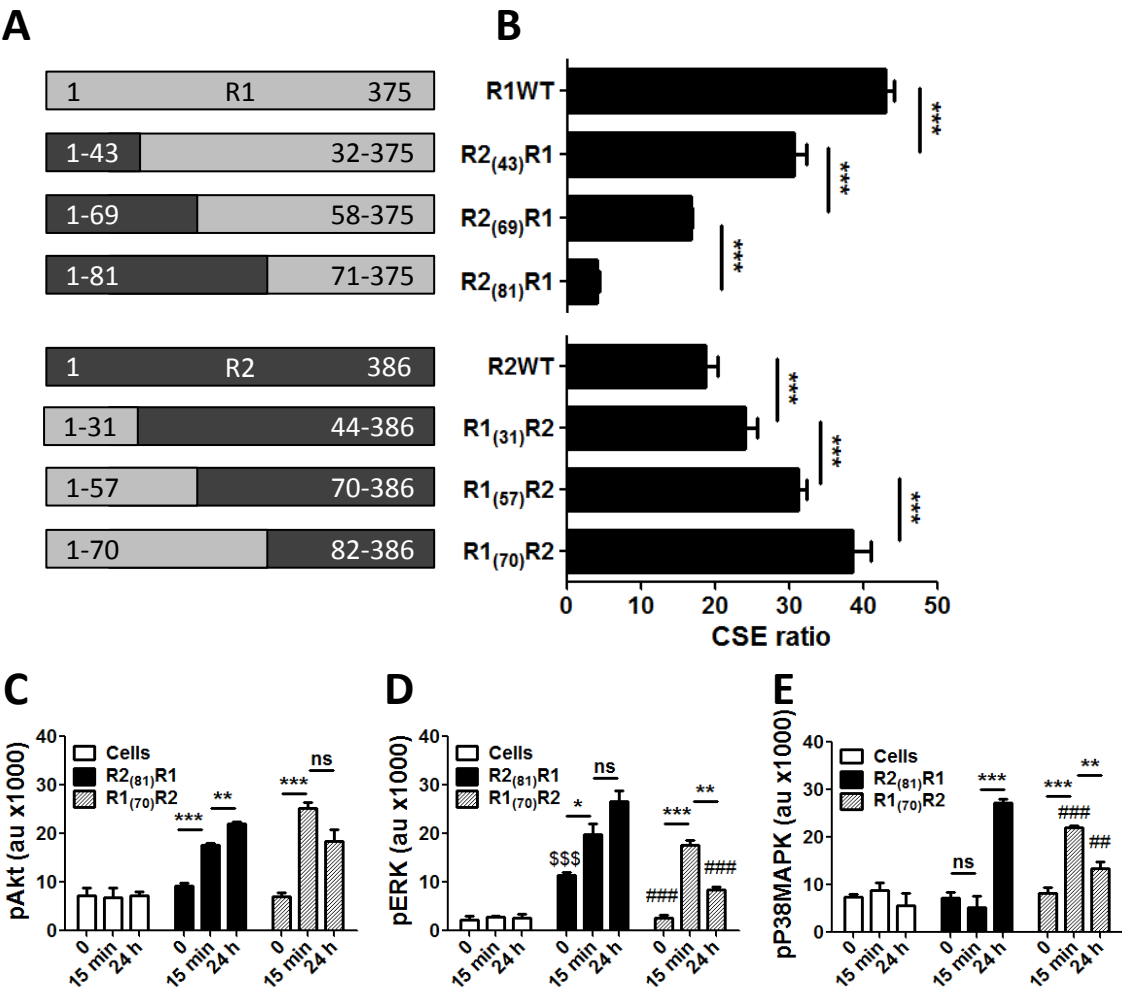 A
1 R1 375
1-43 32-375
1-69 58-375
1-81 71-375
1 R2 386
1-31 44-386
1-57 70-386
1-70 82-386
B
R1WT
R2(43)R1
R2(69)R1
R2(81)R1
***
***
***
R2WT
R1(31)R2
R1(57)R2
R1(70)R2
***
***
***
0 10 20 30 40 50
CSE ratio
C
pAkt (au x1000)
40
30
20
10
0
Cells
R2(81)R1
R1(70)R2
*** ** *** ns
0 15 min 24 h 0 15 min 24 h 0 15 min 24 h
D
pERK (au x1000)
40
30
20
10
0
Cells
R2(81)R1
R1(70)R2
$$$ * ns ### *** ** ###
0 15 min 24 h 0 15 min 24 h 0 15 min 24 h
E
pP38MAPK (au x1000)
40
30
20
10
0
Cells
R2(81)R1
R1(70)R2
ns *** *** ### ** ##
0 15 min 24 h 0 15 min 24 h 0 15 min 24 h